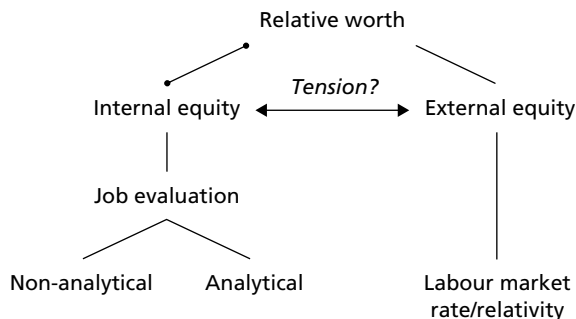 Relative worth
Tension?
Internal equity
External equity
Job evaluation
Non-analytical
Analytical
Labour market
rate/relativity